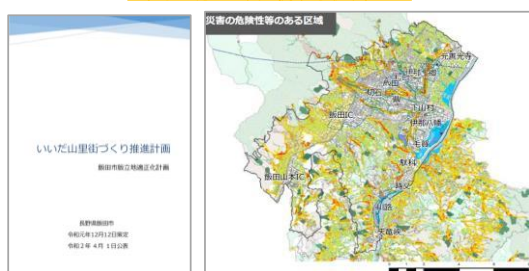 いいだ山里街づくり推進計画
飯田市版立地適正化計画
長野県飯田市
令和元年12月12日策定
令和2年4月1日公表
災害の危険性等のある区域
元善光寺
飯田IC
下山村
伊那八幡
毛賀
駄科
時又
飯田山本IC
川路
天竜峡